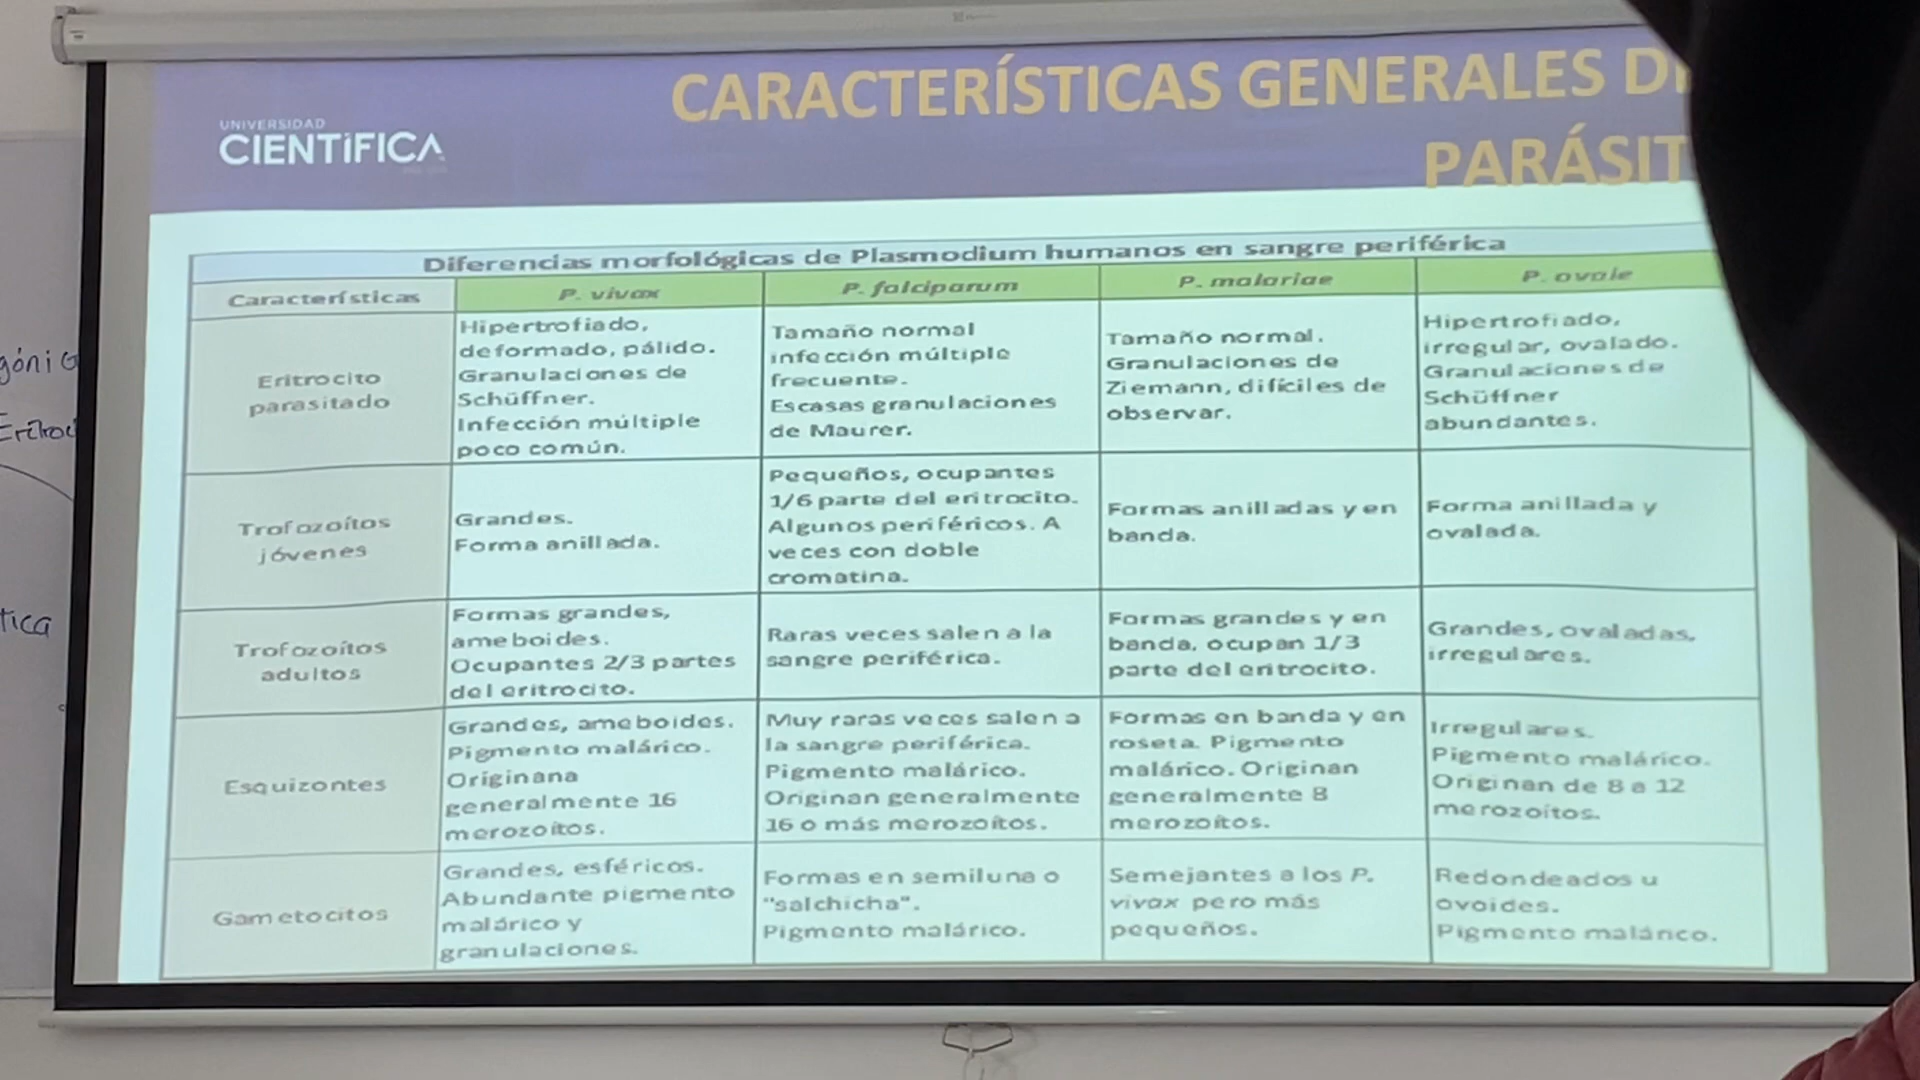 CARACTERÍSTICAS GENERALES
UNIVERSIDAD
CIENTÍFICA
Diferencias morfológicas de Plasmodium humanos en sangre periférica
Características
P. vivax
P. falciparum
P. malariae
P. ovale
Eritrocito
parasitado
Hipertrofiado,
deformado, pálido.
Granulaciones de
Schüffner.
Infección múltiple
poco común.
Tamaño normal
infección múltiple
frecuente.
Escasas granulaciones
de Maurer.
Tamaño normal.
Granulaciones de
Ziemann, difíciles de
observar.
Hipertrofiado,
irregular, ovalado.
Granulaciones de
Schüffner
abundantes.
Trofozoítos
jóvenes
Grandes.
Forma anillada.
Pequeños, ocupantes
1/6 parte del eritrocito.
Algunos periféricos. A
veces con doble
cromatina.
Formas anilladas y en
banda.
Forma anillada y
ovalada.
Trofozoítos
adultos
Formas grandes,
ameboides.
Ocupantes 2/3 partes
del eritrocito.
Raras veces salen a la
sangre periférica.
Formas grandes y en
banda, ocupan 1/3
parte del eritrocito.
Grandes, ovaladas,
irregulares.
Esquizontes
Grandes, ameboides.
Pigmento malárico.
Originana
generalmente 16
merozoítos.
Muy raras veces salen a
la sangre periférica.
Pigmento malárico.
Originan generalmente
16 o más merozoítos.
Formas en banda y en
roseta. Pigmento
malárico. Originan
generalmente 8
merozoítos.
Irregulares.
Pigmento malárico.
Originan de 8 a 12
merozoítos.
Gametocitos
Grandes, esféricos.
Abundante pigmento
malárico y
granulaciones.
Formas en semiluna o
"salchicha".
Pigmento malárico.
Semejantes a los P.
vivax pero más
pequeños.
Redondeados u
ovoides.
Pigmento malárico.